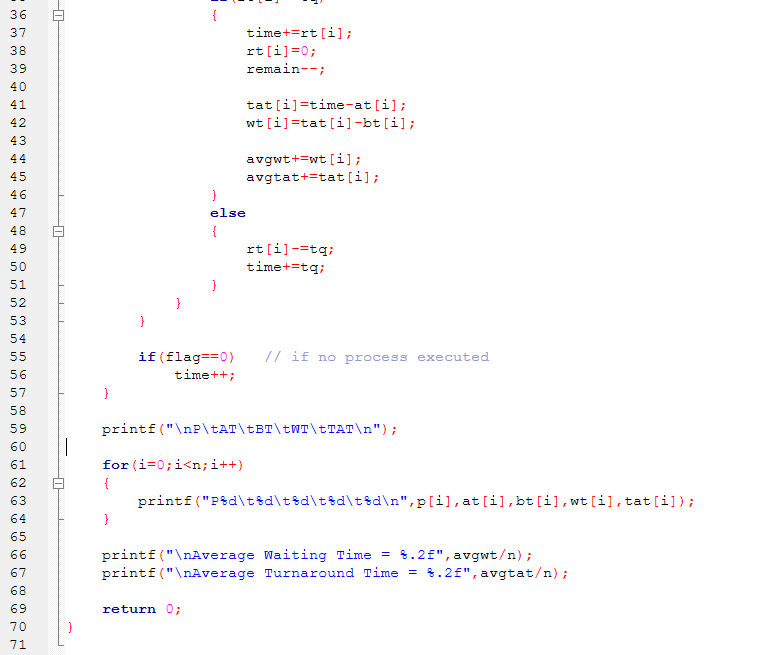 36 {
37 time+=rt[i];
38 rt[i]=0;
39 remain--;
40
41 tat[i]=time-at[i];
42 wt[i]=tat[i]-bt[i];
43
44 avgwt+=wt[i];
45 avgtat+=tat[i];
46 }
47 else
48 {
49 rt[i]-=tq;
50 time+=tq;
51 }
52 }
53 }
54
55 if(flag==0) // if no process executed
56 time++;
57 }
58
59 printf("\nP\tAT\tBT\tWT\tTAT\n");
60
61 for(i=0;i<n;i++)
62 {
63 printf("P%d\t%d\t%d\t%d\t%d\n",p[i],at[i],bt[i],wt[i],tat[i]);
64 }
65
66 printf("\nAverage Waiting Time = %.2f",avgwt/n);
67 printf("\nAverage Turnaround Time = %.2f",avgtat/n);
68
69 return 0;
70 }
71